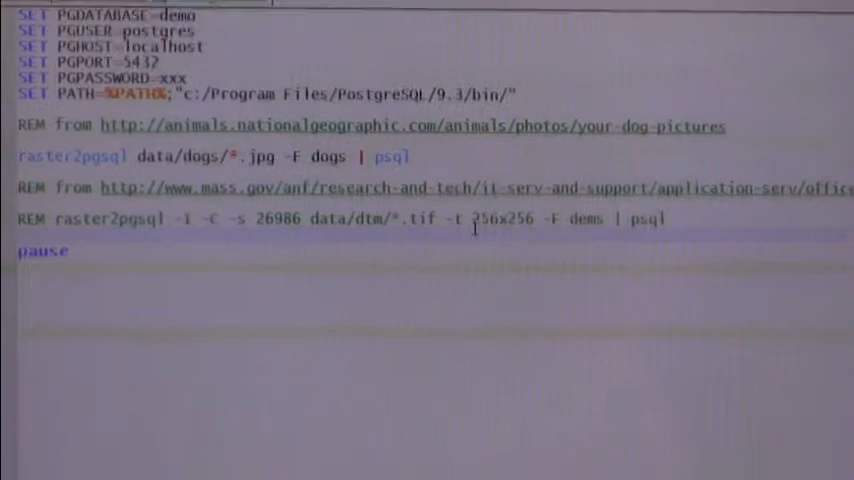 SET PGDATABASE=demo
SET PGUSER=postgres
SET PGHOST=localhost
SET PGPORT=5432
SET PGPASSWORD=xxx
SET PATH=%PATH%;"c:/Program Files/PostgreSQL/9.3/bin/"
REM from http://animals.nationalgeographic.com/animals/photos/your-dog-pictures
raster2pgsql data/dogs/*.jpg -F dogs | psql
REM from http://www.mass.gov/anf/research-and-tech/it-serv-and-support/application-serv/office
REM raster2pgsql -I -C -s 26986 data/dtm/*.tif -t 256x256 -F dems | psql
pause